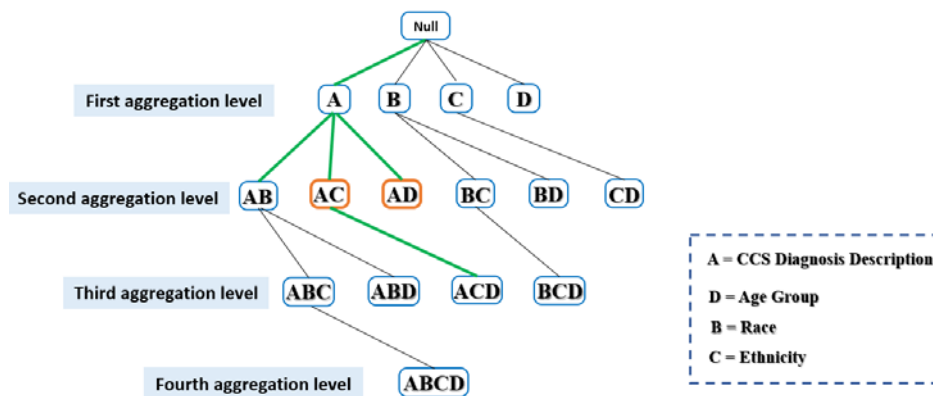 Null
First aggregation level
A
B
C
D
Second aggregation level
AB
AC
AD
BC
BD
CD
Third aggregation level
ABC
ABD
ACD
BCD
Fourth aggregation level
ABCD
A = CCS Diagnosis Description
D = Age Group
B = Race
C = Ethnicity